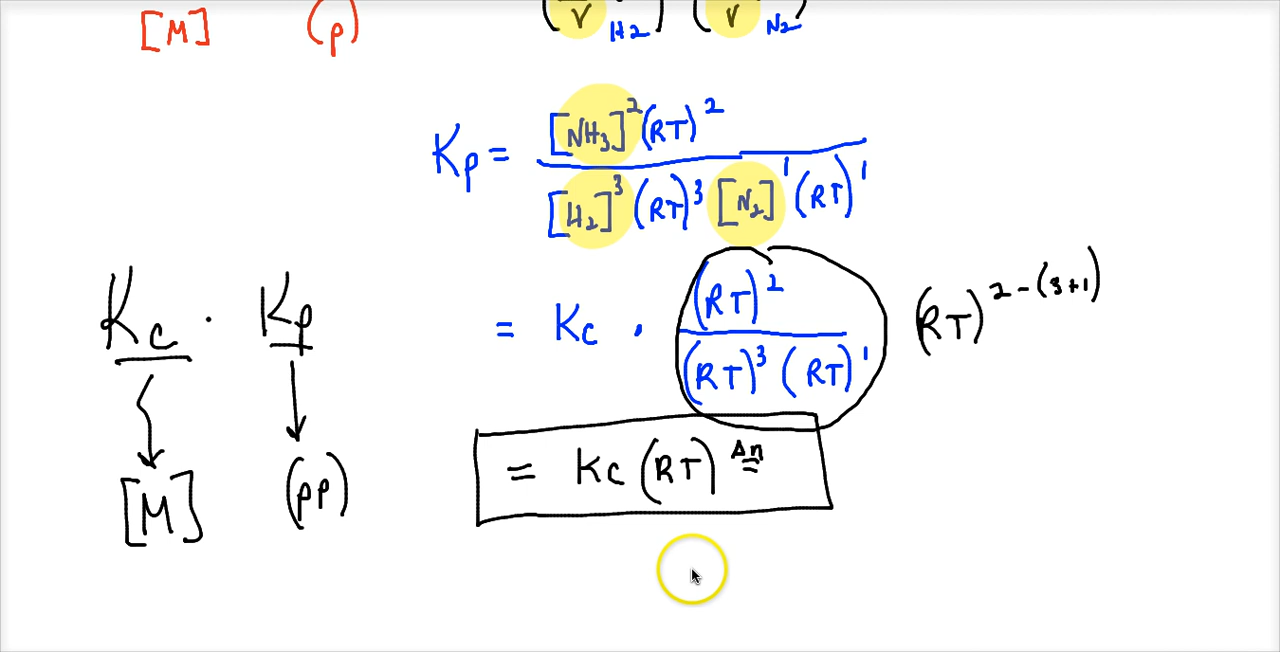 [M] (P) V H2 V N2
Kp = [NH3]^2 (RT)^2 / [H2]^3 (RT)^3 [N2]^1 (RT)^1
Kc · Kp
= Kc · (RT)^2 / (RT)^3 (RT)^1 (RT)^2-(3+1)
= Kc (RT)^Δn
[M] (PP)